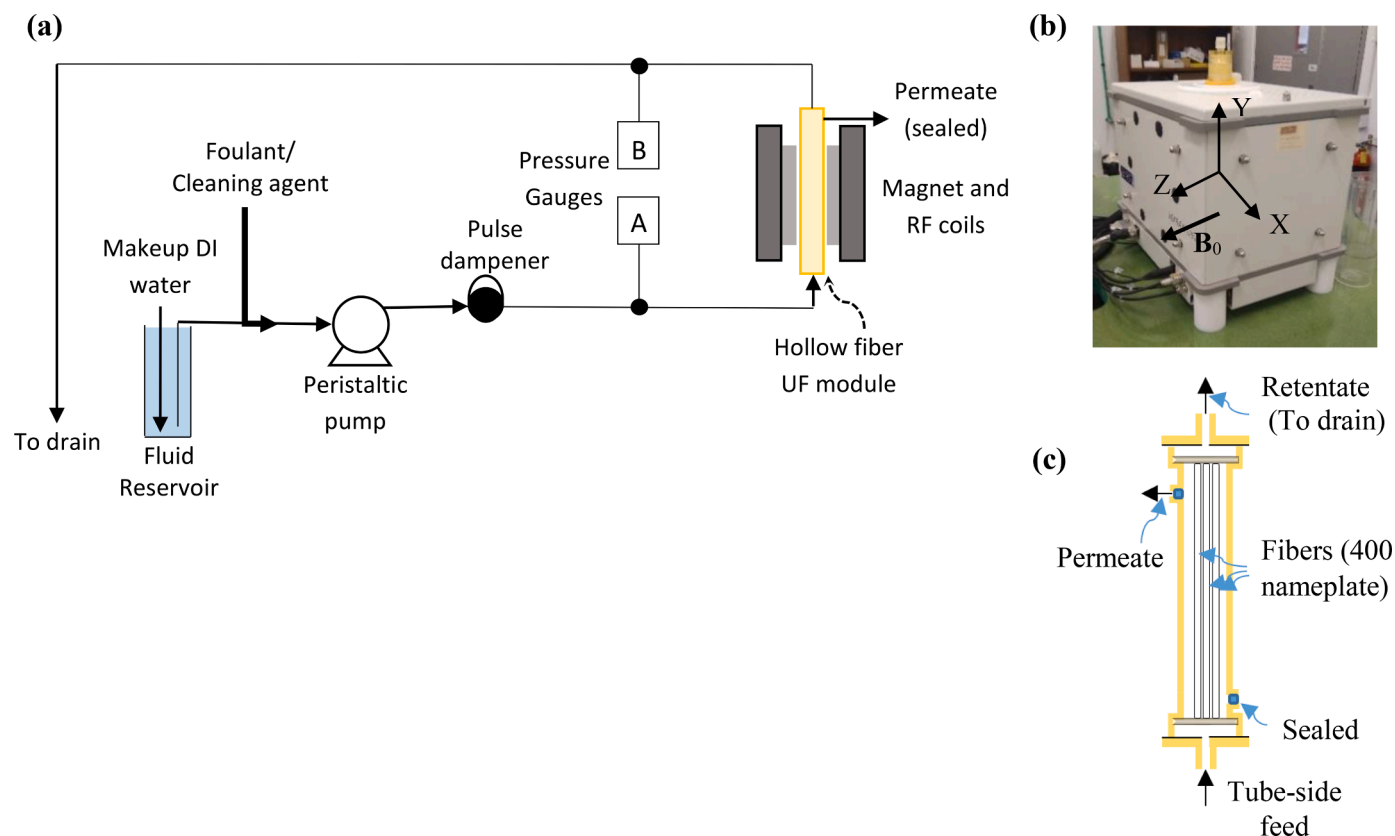 (a)
Foulant/
Cleaning agent
Makeup DI
water
To drain
Fluid
Reservoir
Peristaltic
pump
Pulse
dampener
Pressure
Gauges
B
A
Permeate
(sealed)
Magnet and
RF coils
Hollow fiber
UF module
(b)
Y
Z
X
B0
(c)
Retentate
(To drain)
Permeate
Fibers (400
nameplate)
Sealed
Tube-side
feed